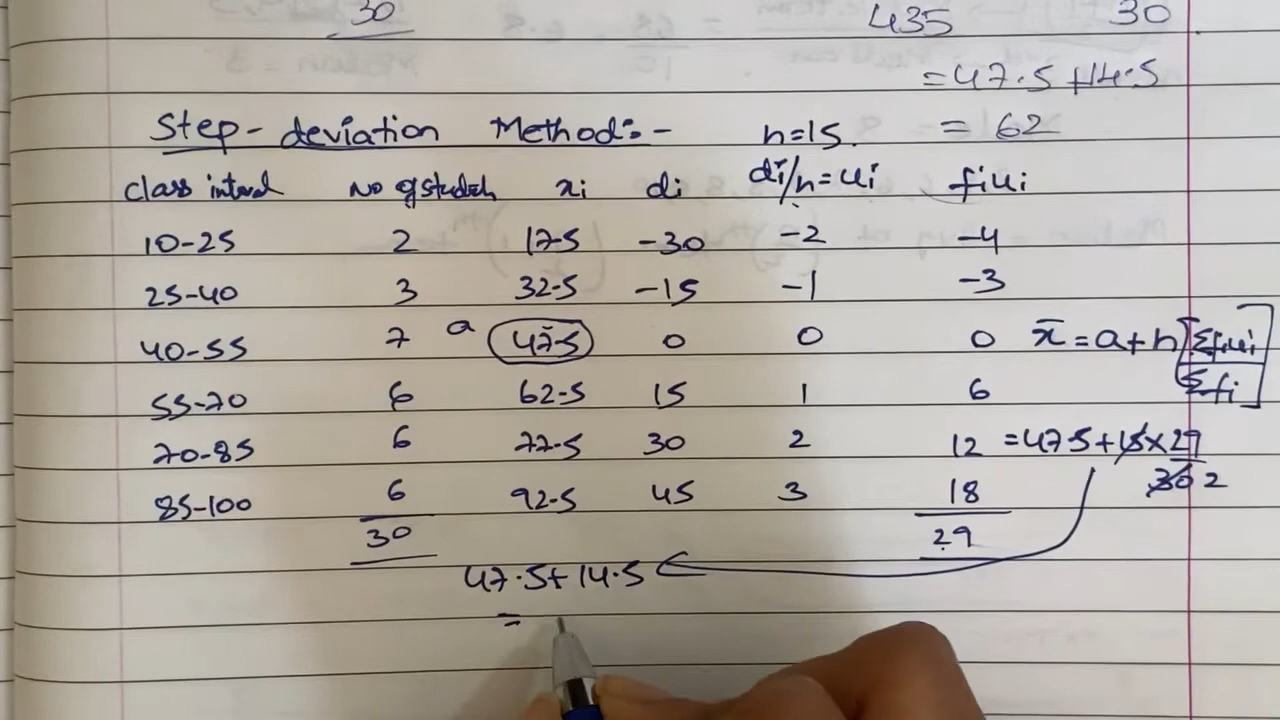 30 435 30
=47.5+14.5
Step-deviation Method:- h=15 = 62
Class interval No of students xi di di/h=ui fiui
10-25 2 17.5 -30 -2 -4
25-40 3 32.5 -15 -1 -3
40-55 7 a 47.5 0 0 0 x̄=a+h[Σfiui/Σfi]
55-70 6 62.5 15 1 6
70-85 6 77.5 30 2 12 =47.5+15×29
85-100 6 92.5 45 3 18 30 2
30 29
47.5+14.5
=